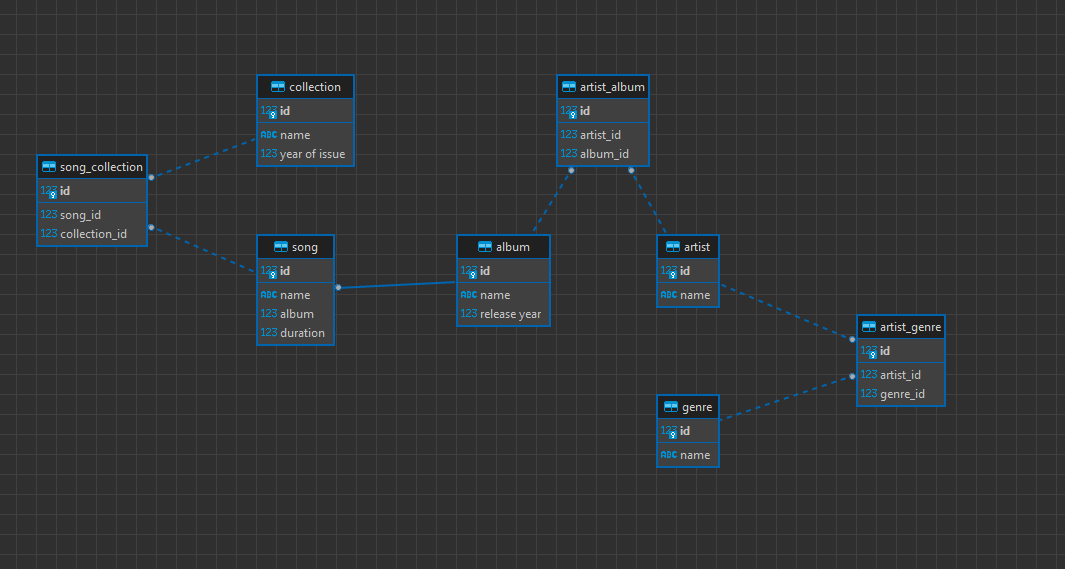 collection
123 id
ABC name
123 year of issue
artist_album
123 id
123 artist_id
123 album_id
song_collection
123 id
123 song_id
123 collection_id
song
123 id
ABC name
123 album
123 duration
album
123 id
ABC name
123 release year
artist
123 id
ABC name
artist_genre
123 id
123 artist_id
123 genre_id
genre
123 id
ABC name